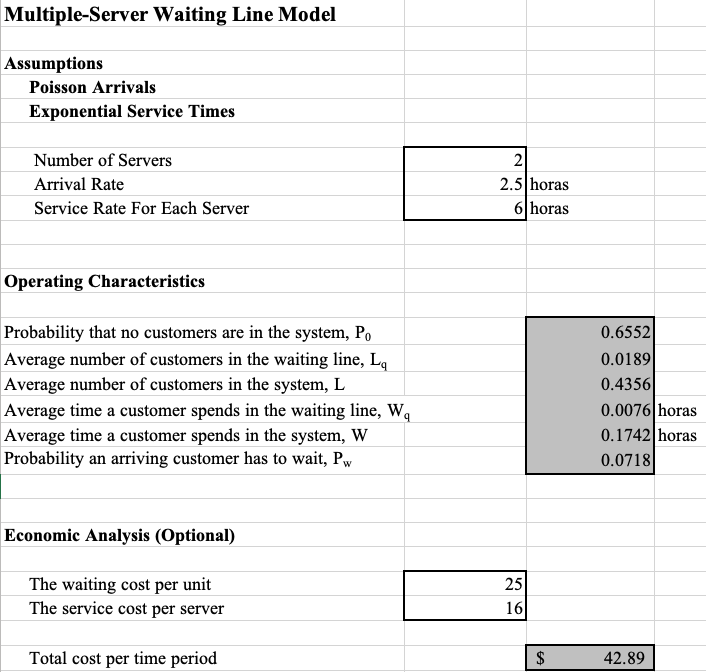 Multiple-Server Waiting Line Model
Assumptions
Poisson Arrivals
Exponential Service Times
Number of Servers 2
Arrival Rate 2.5 horas
Service Rate For Each Server 6 horas
Operating Characteristics
Probability that no customers are in the system, P₀ 0.6552
Average number of customers in the waiting line, Lq 0.0189
Average number of customers in the system, L 0.4356
Average time a customer spends in the waiting line, Wq 0.0076 horas
Average time a customer spends in the system, W 0.1742 horas
Probability an arriving customer has to wait, Pw 0.0718
Economic Analysis (Optional)
The waiting cost per unit 25
The service cost per server 16
Total cost per time period $ 42.89